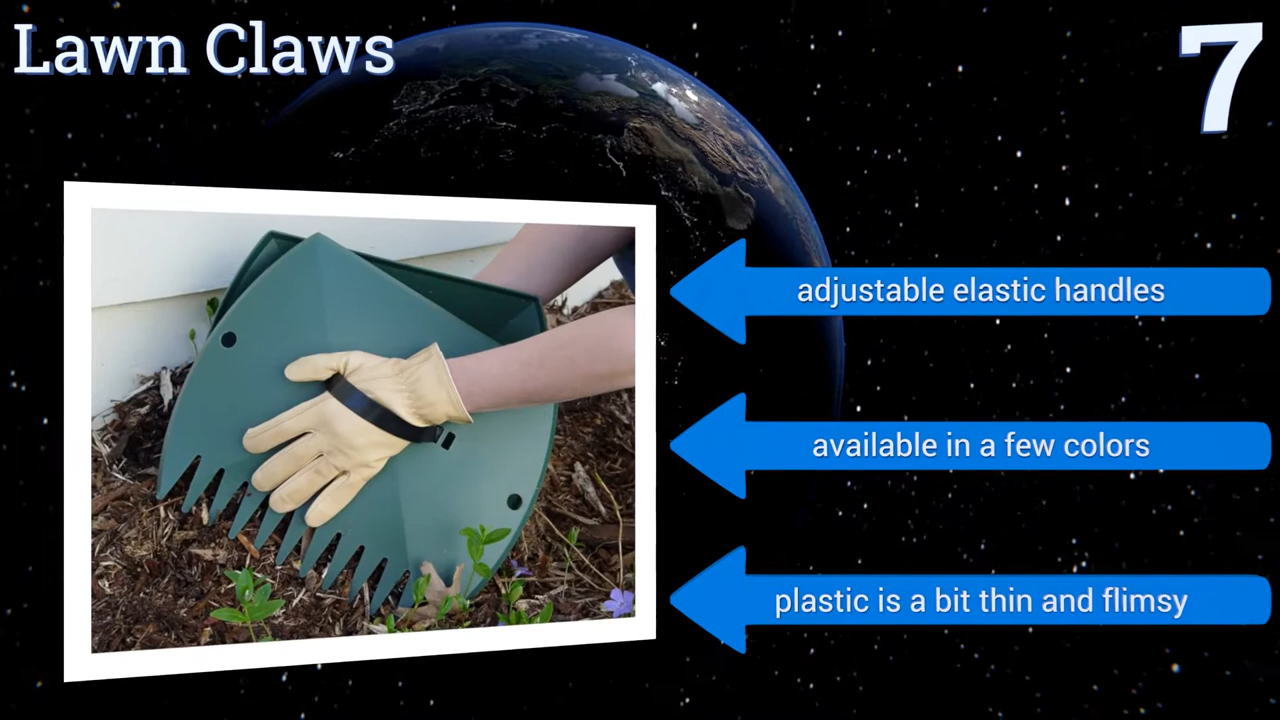 Lawn Claws
7
adjustable elastic handles
available in a few colors
plastic is a bit thin and flimsy